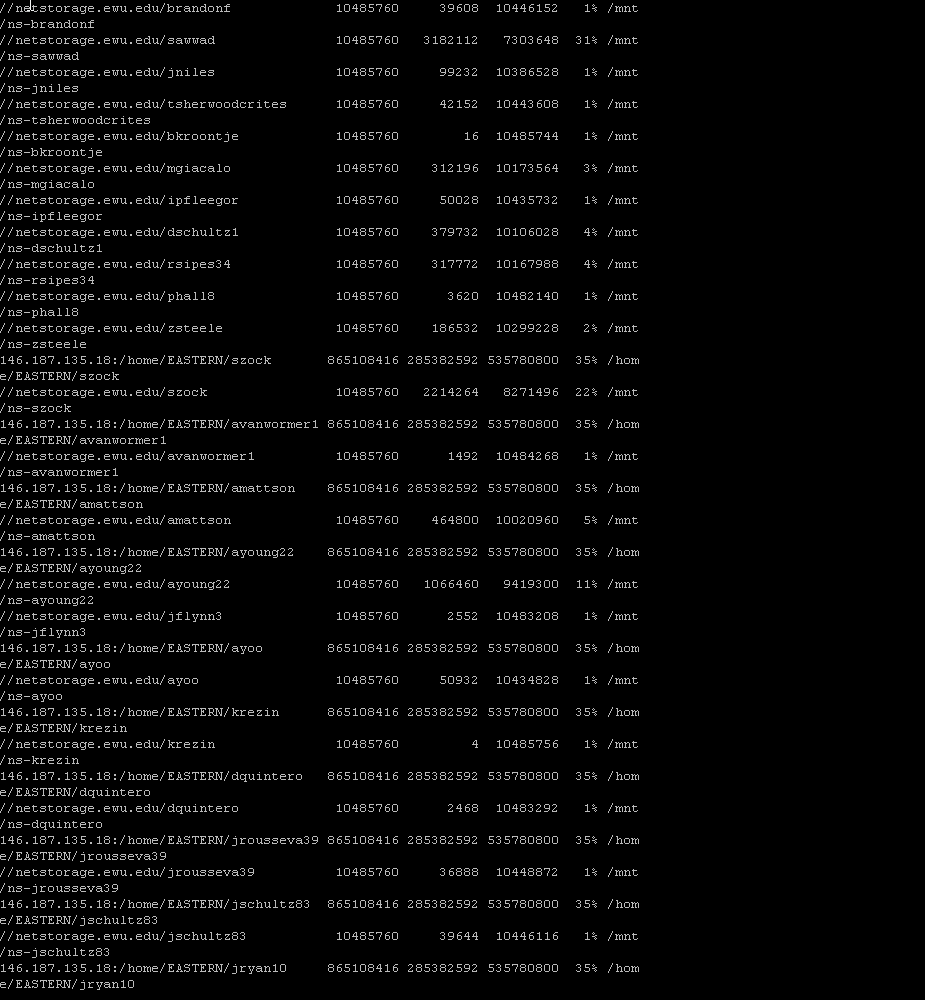 //netstorage.ewu.edu/brandonf 10485760 39608 10446152 1% /mnt
/ns-brandonf
//netstorage.ewu.edu/sawwad 10485760 3182112 7303648 31% /mnt
/ns-sawwad
//netstorage.ewu.edu/jniles 10485760 99232 10386528 1% /mnt
/ns-jniles
//netstorage.ewu.edu/tsherwoodcrites 10485760 42152 10443608 1% /mnt
/ns-tsherwoodcrites
//netstorage.ewu.edu/bkroontje 10485760 16 10485744 1% /mnt
/ns-bkroontje
//netstorage.ewu.edu/mgiacalo 10485760 312196 10173564 3% /mnt
/ns-mgiacalo
//netstorage.ewu.edu/ipfleegor 10485760 50028 10435732 1% /mnt
/ns-ipfleegor
//netstorage.ewu.edu/dschultz1 10485760 379732 10106028 4% /mnt
/ns-dschultz1
//netstorage.ewu.edu/rsipes34 10485760 317772 10167988 4% /mnt
/ns-rsipes34
//netstorage.ewu.edu/phall8 10485760 3620 10482140 1% /mnt
/ns-phall8
//netstorage.ewu.edu/zsteele 10485760 186532 10299228 2% /mnt
/ns-zsteele
146.187.135.18:/home/EASTERN/szock 865108416 285382592 535780800 35% /hom
e/EASTERN/szock
//netstorage.ewu.edu/szock 10485760 2214264 8271496 22% /mnt
/ns-szock
146.187.135.18:/home/EASTERN/avanwormer1 865108416 285382592 535780800 35% /hom
e/EASTERN/avanwormer1
//netstorage.ewu.edu/avanwormer1 10485760 1492 10484268 1% /mnt
/ns-avanwormer1
146.187.135.18:/home/EASTERN/amattson 865108416 285382592 535780800 35% /hom
e/EASTERN/amattson
//netstorage.ewu.edu/amattson 10485760 464800 10020960 5% /mnt
/ns-amattson
146.187.135.18:/home/EASTERN/ayoung22 865108416 285382592 535780800 35% /hom
e/EASTERN/ayoung22
//netstorage.ewu.edu/ayoung22 10485760 1066460 9419300 11% /mnt
/ns-ayoung22
//netstorage.ewu.edu/jflynn3 10485760 2552 10483208 1% /mnt
/ns-jflynn3
146.187.135.18:/home/EASTERN/ayoo 865108416 285382592 535780800 35% /hom
e/EASTERN/ayoo
//netstorage.ewu.edu/ayoo 10485760 50932 10434828 1% /mnt
/ns-ayoo
146.187.135.18:/home/EASTERN/krezin 865108416 285382592 535780800 35% /hom
e/EASTERN/krezin
//netstorage.ewu.edu/krezin 10485760 4 10485756 1% /mnt
/ns-krezin
146.187.135.18:/home/EASTERN/dquintero 865108416 285382592 535780800 35% /hom
e/EASTERN/dquintero
//netstorage.ewu.edu/dquintero 10485760 2468 10483292 1% /mnt
/ns-dquintero
146.187.135.18:/home/EASTERN/jrousseva39 865108416 285382592 535780800 35% /hom
e/EASTERN/jrousseva39
//netstorage.ewu.edu/jrousseva39 10485760 36888 10448872 1% /mnt
/ns-jrousseva39
146.187.135.18:/home/EASTERN/jschultz83 865108416 285382592 535780800 35% /hom
e/EASTERN/jschultz83
//netstorage.ewu.edu/jschultz83 10485760 39644 10446116 1% /mnt
/ns-jschultz83
146.187.135.18:/home/EASTERN/jryan10 865108416 285382592 535780800 35% /hom
e/EASTERN/jryan10